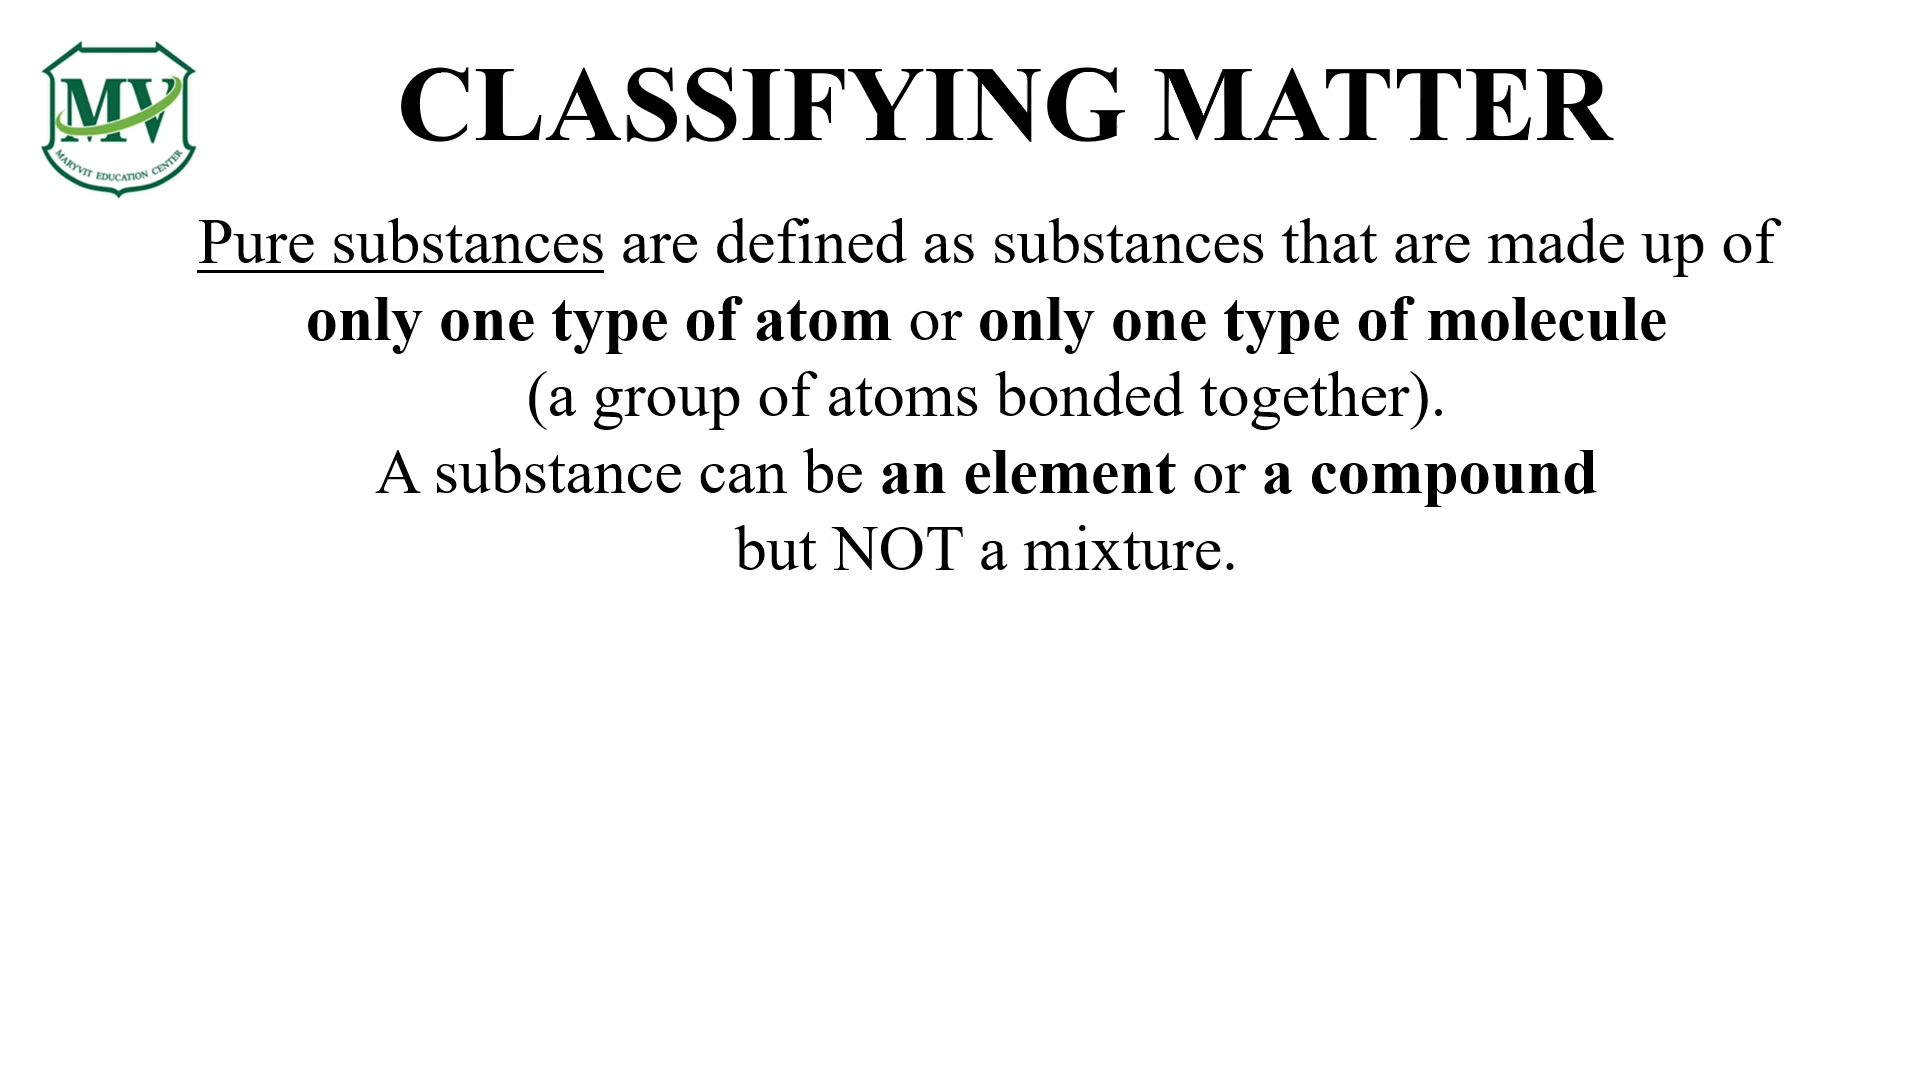 MV
MARYVIT EDUCATION CENTER
CLASSIFYING MATTER
Pure substances are defined as substances that are made up of
only one type of atom or only one type of molecule
(a group of atoms bonded together).
A substance can be an element or a compound
but NOT a mixture.